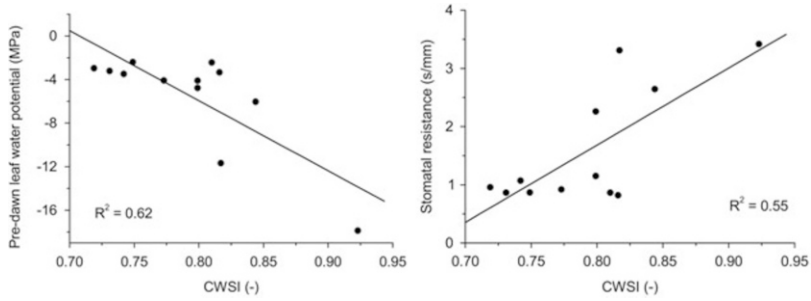 Pre-dawn leaf water potential (MPa)
0
-4
-8
-12
-16
R² = 0.62
0.70 0.75 0.80 0.85 0.90 0.95
CWSI (-)
Stomatal resistance (s/mm)
4
3
2
1
0
R² = 0.55
0.70 0.75 0.80 0.85 0.90 0.95
CWSI (-)